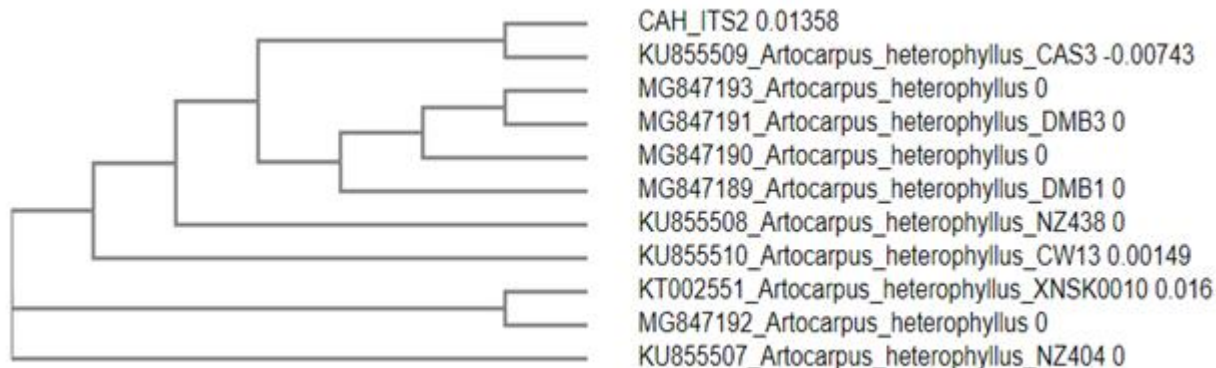 CAH_ITS2 0.01358
KU855509_Artocarpus_heterophyllus_CAS3 -0.00743
MG847193_Artocarpus_heterophyllus 0
MG847191_Artocarpus_heterophyllus_DMB3 0
MG847190_Artocarpus_heterophyllus 0
MG847189_Artocarpus_heterophyllus_DMB1 0
KU855508_Artocarpus_heterophyllus_NZ438 0
KU855510_Artocarpus_heterophyllus_CW13 0.00149
KT002551_Artocarpus_heterophyllus_XNSK0010 0.016
MG847192_Artocarpus_heterophyllus 0
KU855507_Artocarpus_heterophyllus_NZ404 0